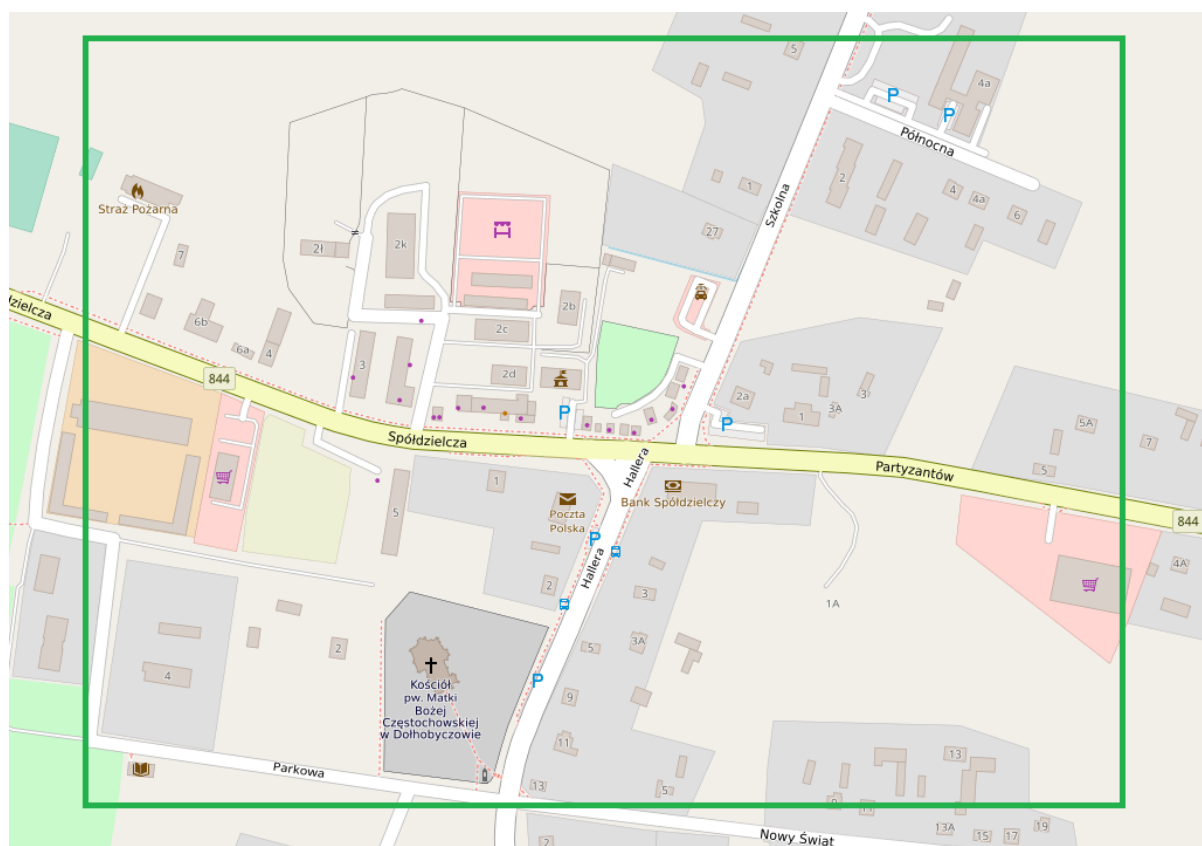 5
4a
P
P
Północna
2
4
4a
6
1
Szkolna
27
Straż Pożarna
7
2ł
2k
dzielcza
6b
6a
4
3
2b
2c
2d
844
P
2a
1
3A
3
P
5A
7
5
Spółdzielcza
Hallera
Partyzantów
844
1
5
Poczta
Polska
Bank Spółdzielczy
P
Hallera
2
3
1A
4A
3A
5
2
4
P
Kościół
pw. Matki
Bożej
Częstochowskiej
w Dołhobyczowie
9
11
13
5
13
Parkowa
9
11
13A
15
17
19
2
Nowy Świat